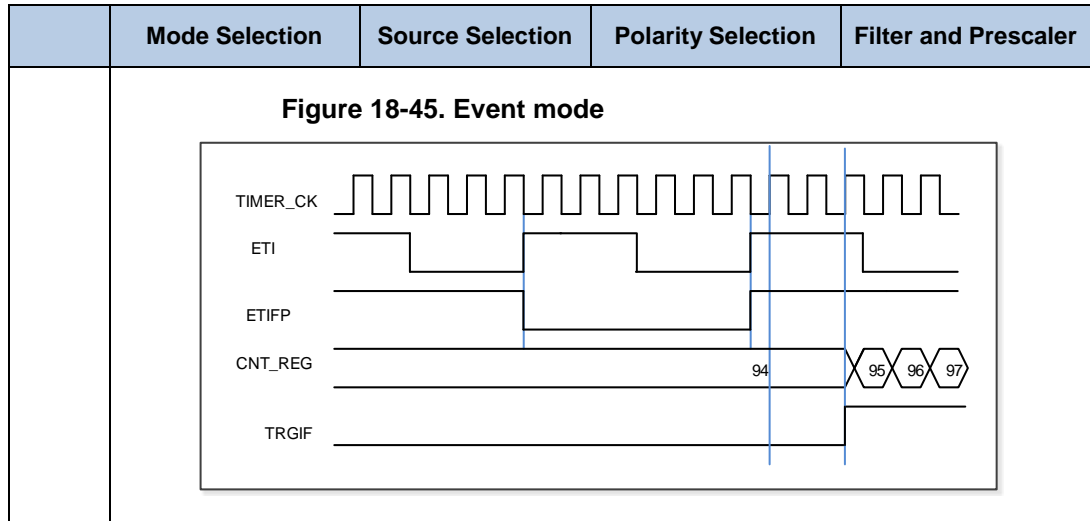 Mode Selection Source Selection Polarity Selection Filter and Prescaler
Figure 18-45. Event mode
TIMER_CK
ETI
ETIFP
CNT_REG 94 95 96 97
TRGIF